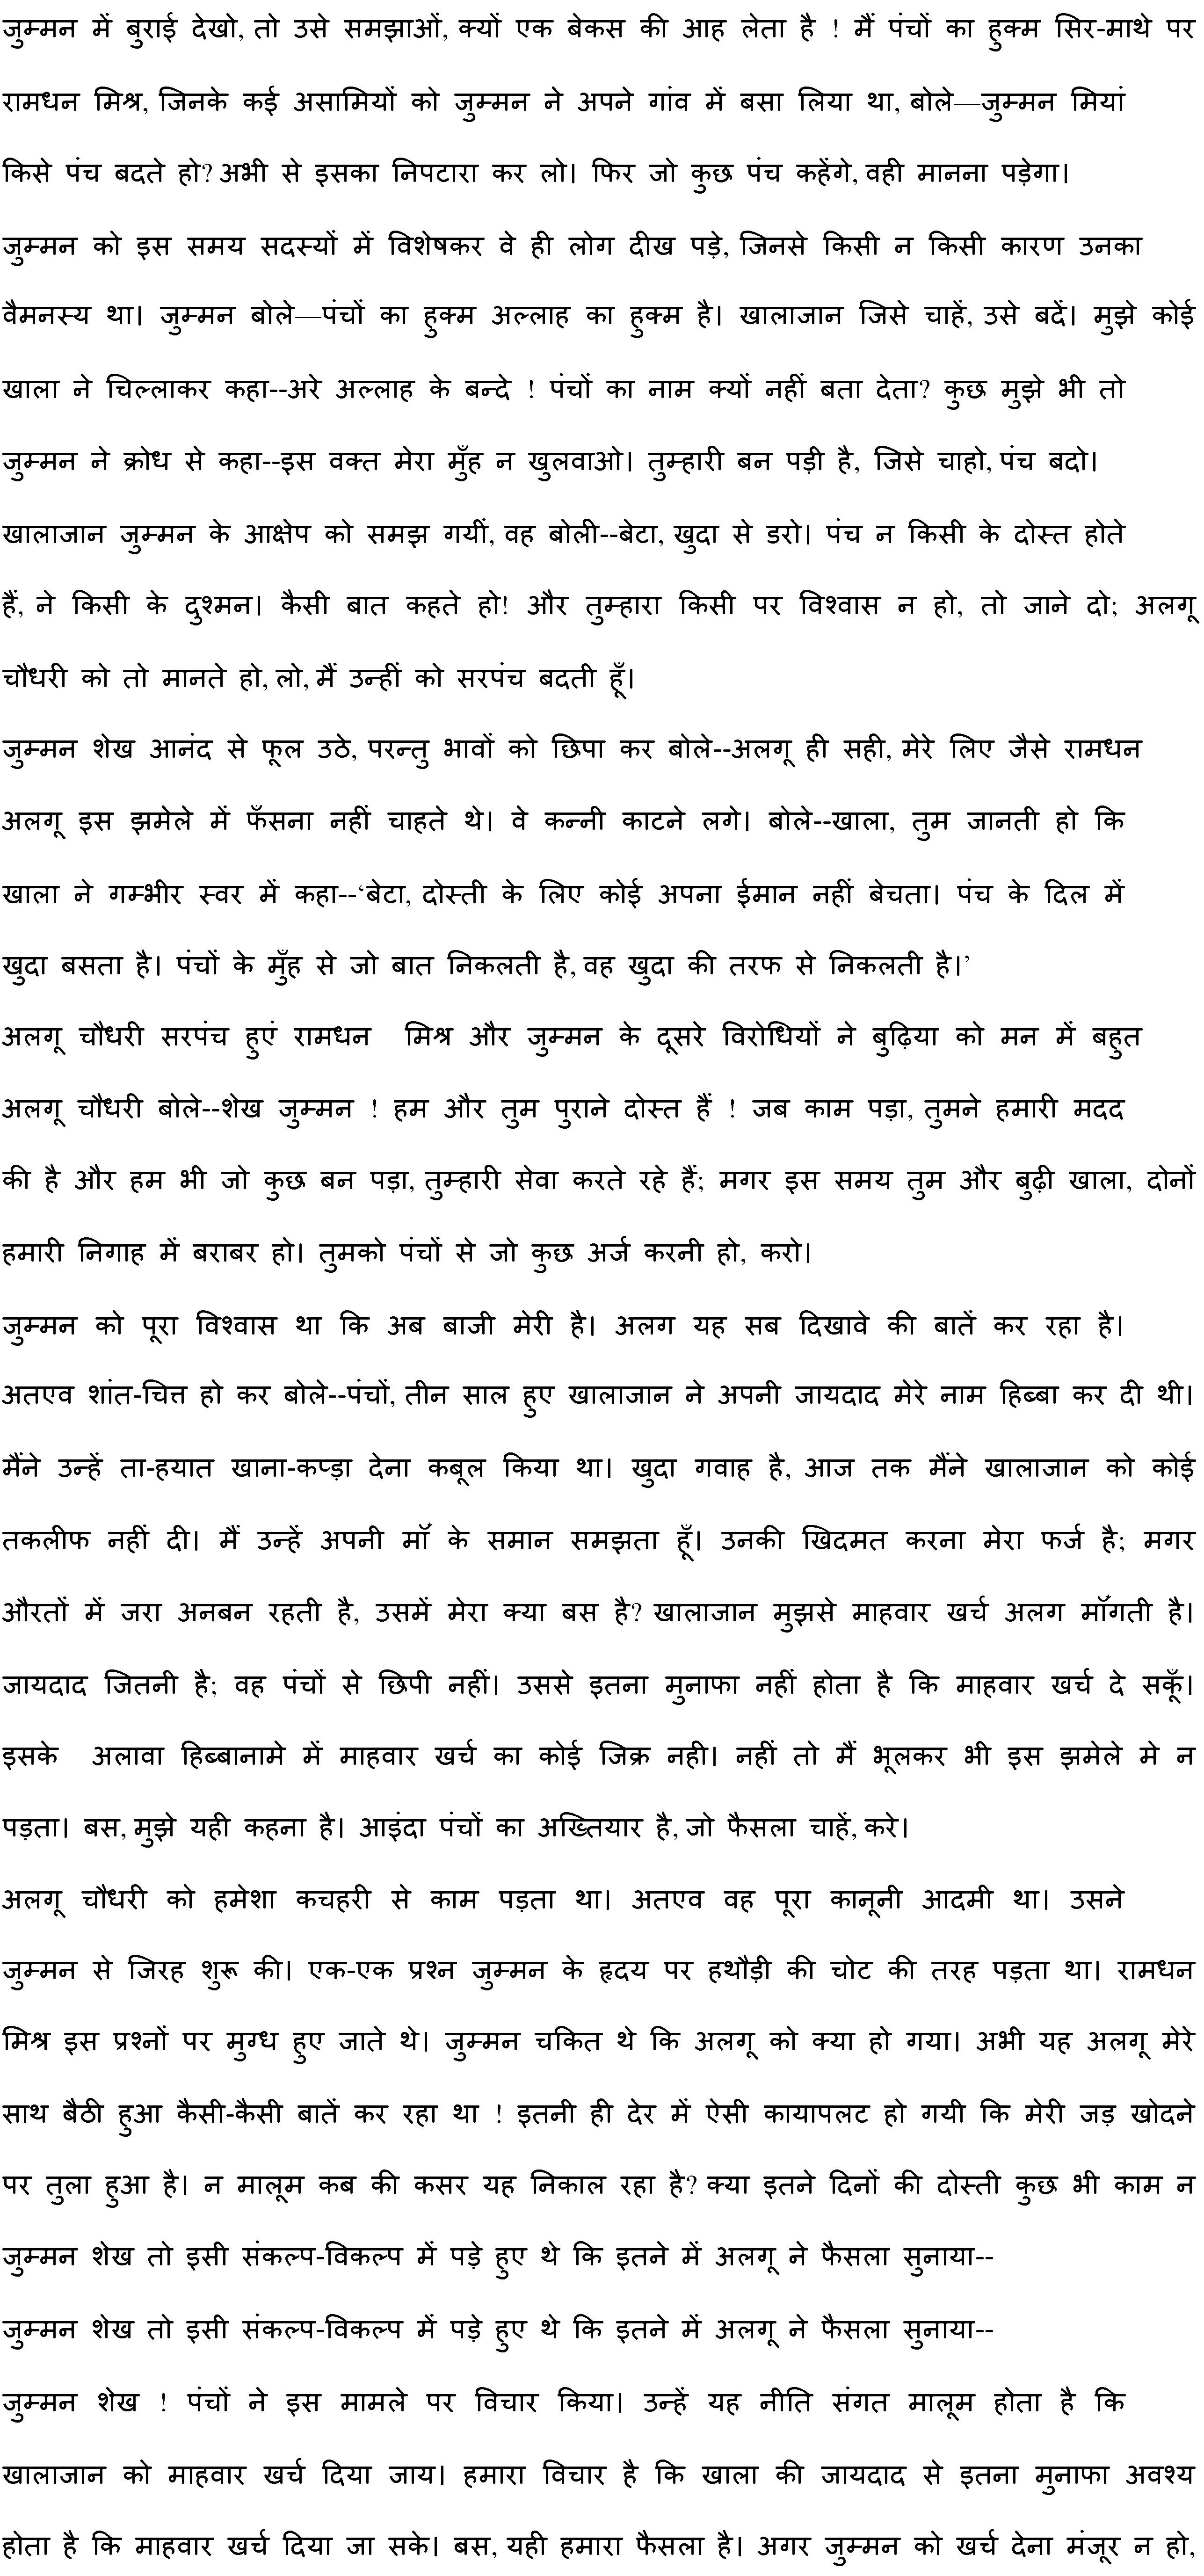 जुम्मन में बुराई देखो, तो उसे समझाओं, क्यों एक बेकस की आह लेता है ! मैं पंचों का हुक्म सिर-माथे पर
रामधन मिश्र, जिनके कई असामियों को जुम्मन ने अपने गांव में बसा लिया था, बोले—जुम्मन मियां
किसे पंच बदते हो? अभी से इसका निपटारा कर लो। फिर जो कुछ पंच कहेंगे, वही मानना पड़ेगा।
जुम्मन को इस समय सदस्यों में विशेषकर वे ही लोग दीख पड़े, जिनसे किसी न किसी कारण उनका
वैमनस्य था। जुम्मन बोले—पंचों का हुक्म अल्लाह का हुक्म है। खालाजान जिसे चाहें, उसे बदें। मुझे कोई
खाला ने चिल्लाकर कहा--अरे अल्लाह के बन्दे ! पंचों का नाम क्यों नहीं बता देता? कुछ मुझे भी तो
जुम्मन ने क्रोध से कहा--इस वक्त मेरा मुँह न खुलवाओ। तुम्हारी बन पड़ी है, जिसे चाहो, पंच बदो।
खालाजान जुम्मन के आक्षेप को समझ गयीं, वह बोली--बेटा, खुदा से डरो। पंच न किसी के दोस्त होते
हैं, ने किसी के दुश्मन। कैसी बात कहते हो! और तुम्हारा किसी पर विश्वास न हो, तो जाने दो; अलगू
चौधरी को तो मानते हो, लो, मैं उन्हीं को सरपंच बदती हूँ।
जुम्मन शेख आनंद से फूल उठे, परन्तु भावों को छिपा कर बोले--अलगू ही सही, मेरे लिए जैसे रामधन
अलगू इस झमेले में फँसना नहीं चाहते थे। वे कन्नी काटने लगे। बोले--खाला, तुम जानती हो कि
खाला ने गम्भीर स्वर में कहा--‘बेटा, दोस्ती के लिए कोई अपना ईमान नहीं बेचता। पंच के दिल में
खुदा बसता है। पंचों के मुँह से जो बात निकलती है, वह खुदा की तरफ से निकलती है।’
अलगू चौधरी सरपंच हुएं रामधन मिश्र और जुम्मन के दूसरे विरोधियों ने बुढ़िया को मन में बहुत
अलगू चौधरी बोले--शेख जुम्मन ! हम और तुम पुराने दोस्त हैं ! जब काम पड़ा, तुमने हमारी मदद
की है और हम भी जो कुछ बन पड़ा, तुम्हारी सेवा करते रहे हैं; मगर इस समय तुम और बुढ़ी खाला, दोनों
हमारी निगाह में बराबर हो। तुमको पंचों से जो कुछ अर्ज करनी हो, करो।
जुम्मन को पूरा विश्वास था कि अब बाजी मेरी है। अलग यह सब दिखावे की बातें कर रहा है।
अतएव शांत-चित्त हो कर बोले--पंचों, तीन साल हुए खालाजान ने अपनी जायदाद मेरे नाम हिब्बा कर दी थी।
मैंने उन्हें ता-हयात खाना-कप्ड़ा देना कबूल किया था। खुदा गवाह है, आज तक मैंने खालाजान को कोई
तकलीफ नहीं दी। मैं उन्हें अपनी मॉँ के समान समझता हूँ। उनकी खिदमत करना मेरा फर्ज है; मगर
औरतों में जरा अनबन रहती है, उसमें मेरा क्या बस है? खालाजान मुझसे माहवार खर्च अलग मॉँगती है।
जायदाद जितनी है; वह पंचों से छिपी नहीं। उससे इतना मुनाफा नहीं होता है कि माहवार खर्च दे सकूँ।
इसके अलावा हिब्बानामे में माहवार खर्च का कोई जिक्र नही। नहीं तो मैं भूलकर भी इस झमेले मे न
पड़ता। बस, मुझे यही कहना है। आइंदा पंचों का अख्तियार है, जो फैसला चाहें, करे।
अलगू चौधरी को हमेशा कचहरी से काम पड़ता था। अतएव वह पूरा कानूनी आदमी था। उसने
जुम्मन से जिरह शुरू की। एक-एक प्रश्न जुम्मन के हृदय पर हथौड़ी की चोट की तरह पड़ता था। रामधन
मिश्र इस प्रश्नों पर मुग्ध हुए जाते थे। जुम्मन चकित थे कि अलगू को क्या हो गया। अभी यह अलगू मेरे
साथ बैठी हुआ कैसी-कैसी बातें कर रहा था ! इतनी ही देर में ऐसी कायापलट हो गयी कि मेरी जड़ खोदने
पर तुला हुआ है। न मालूम कब की कसर यह निकाल रहा है? क्या इतने दिनों की दोस्ती कुछ भी काम न
जुम्मन शेख तो इसी संकल्प-विकल्प में पड़े हुए थे कि इतने में अलगू ने फैसला सुनाया--
जुम्मन शेख तो इसी संकल्प-विकल्प में पड़े हुए थे कि इतने में अलगू ने फैसला सुनाया--
जुम्मन शेख ! पंचों ने इस मामले पर विचार किया। उन्हें यह नीति संगत मालूम होता है कि
खालाजान को माहवार खर्च दिया जाय। हमारा विचार है कि खाला की जायदाद से इतना मुनाफा अवश्य
होता है कि माहवार खर्च दिया जा सके। बस, यही हमारा फैसला है। अगर जुम्मन को खर्च देना मंजूर न हो,